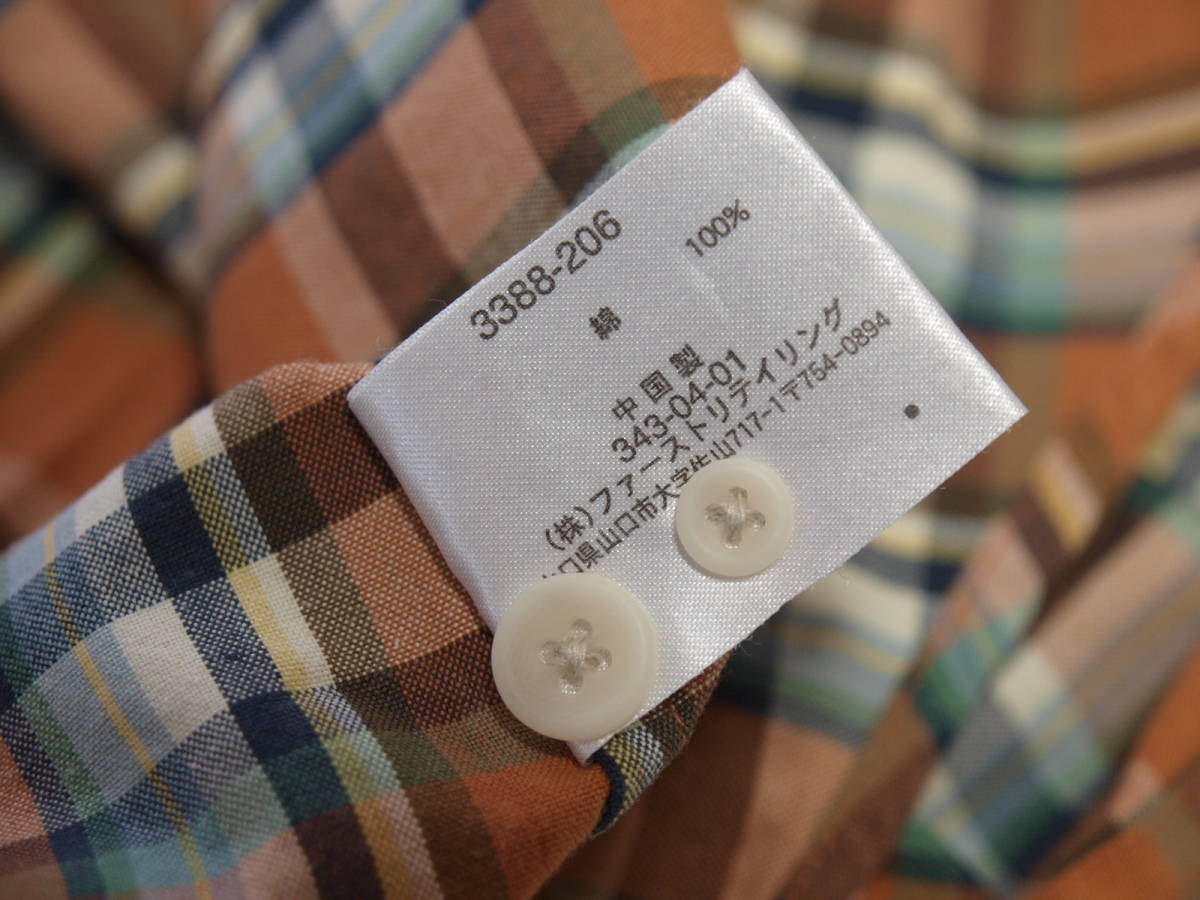 3388-206
綿 100%
中国製
343-04-01
(株)ファーストリテイリング
口県山口市大字佐山717-1〒754-0894